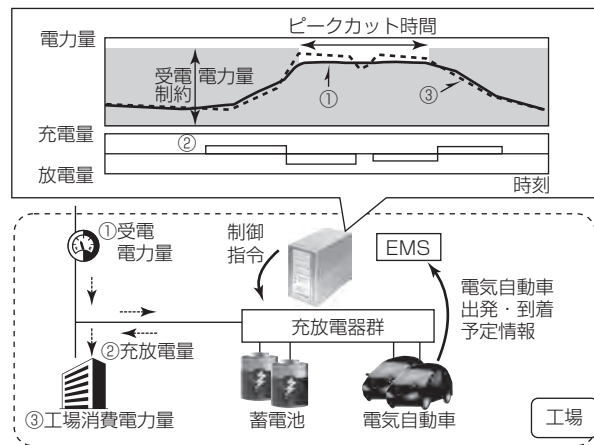 ピークカット時間
電力量
受電 電力量
制約
①
③
充電量
②
放電量
時刻
①受電
電力量
制御
指令
EMS
電気自動車
出発・到着
予定情報
充放電器群
②充放電量
③工場消費電力量
蓄電池
電気自動車
工場